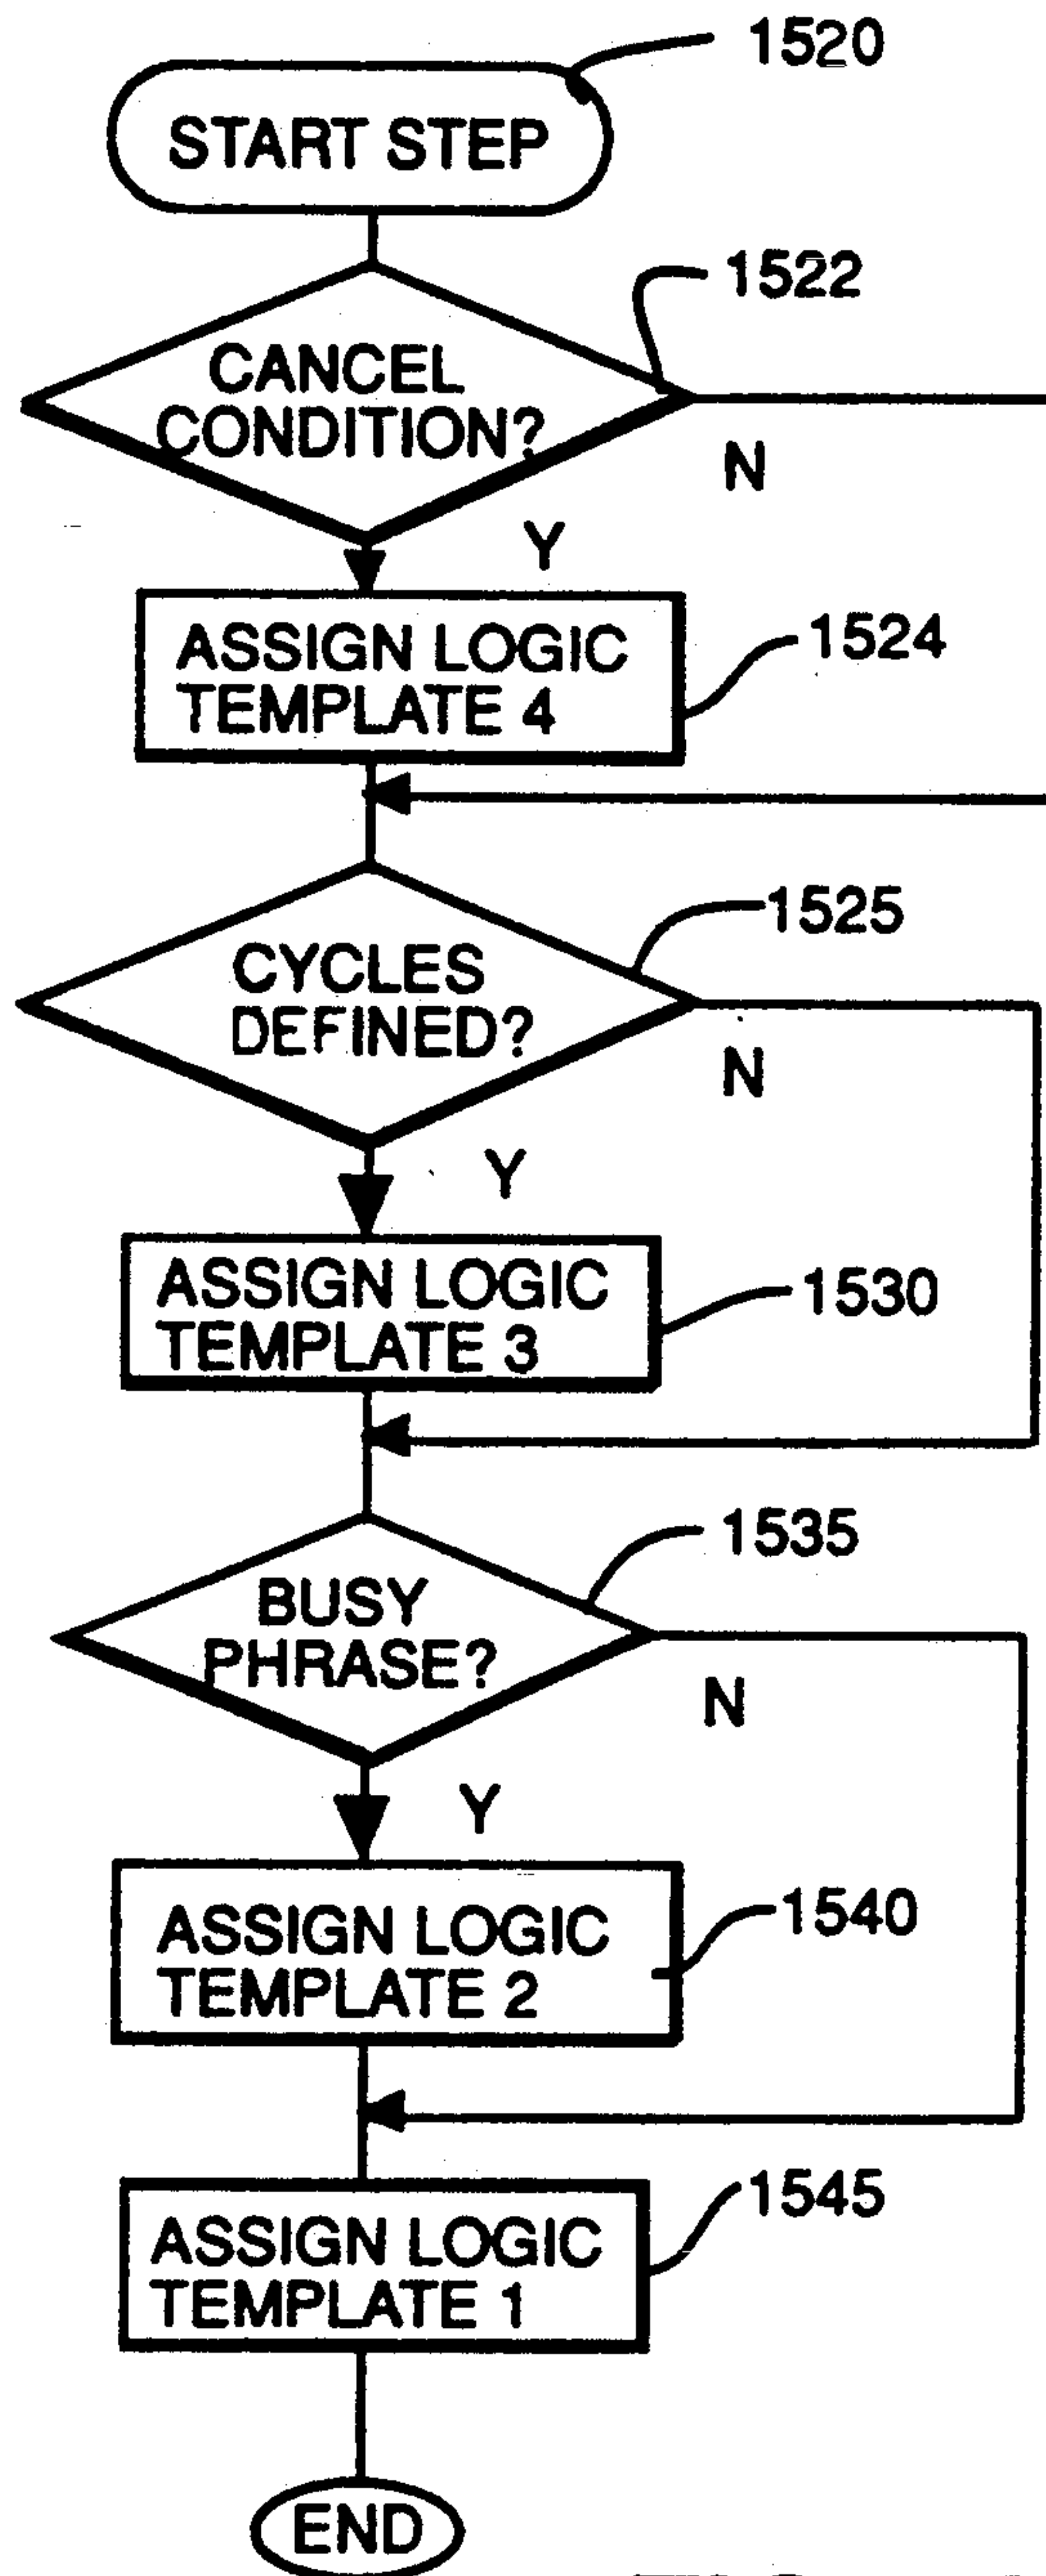 1520
START STEP
1522
CANCEL
CONDITION?
N
Y
ASSIGN LOGIC
TEMPLATE 4
1524
1525
CYCLES
DEFINED?
N
Y
ASSIGN LOGIC
TEMPLATE 3
1530
1535
BUSY
PHRASE?
N
Y
ASSIGN LOGIC
TEMPLATE 2
1540
1545
ASSIGN LOGIC
TEMPLATE 1
END